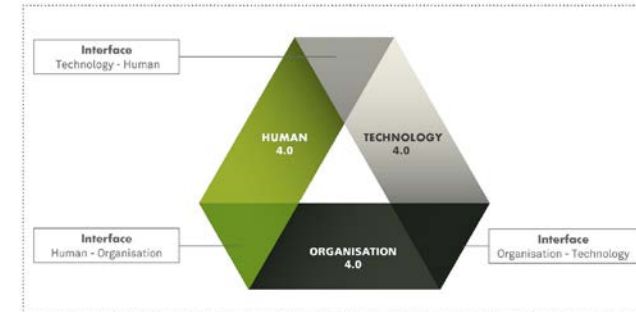 Interface
Technology - Human
HUMAN
4.0
TECHNOLOGY
4.0
Interface
Human - Organisation
ORGANISATION
4.0
Interface
Organisation - Technology